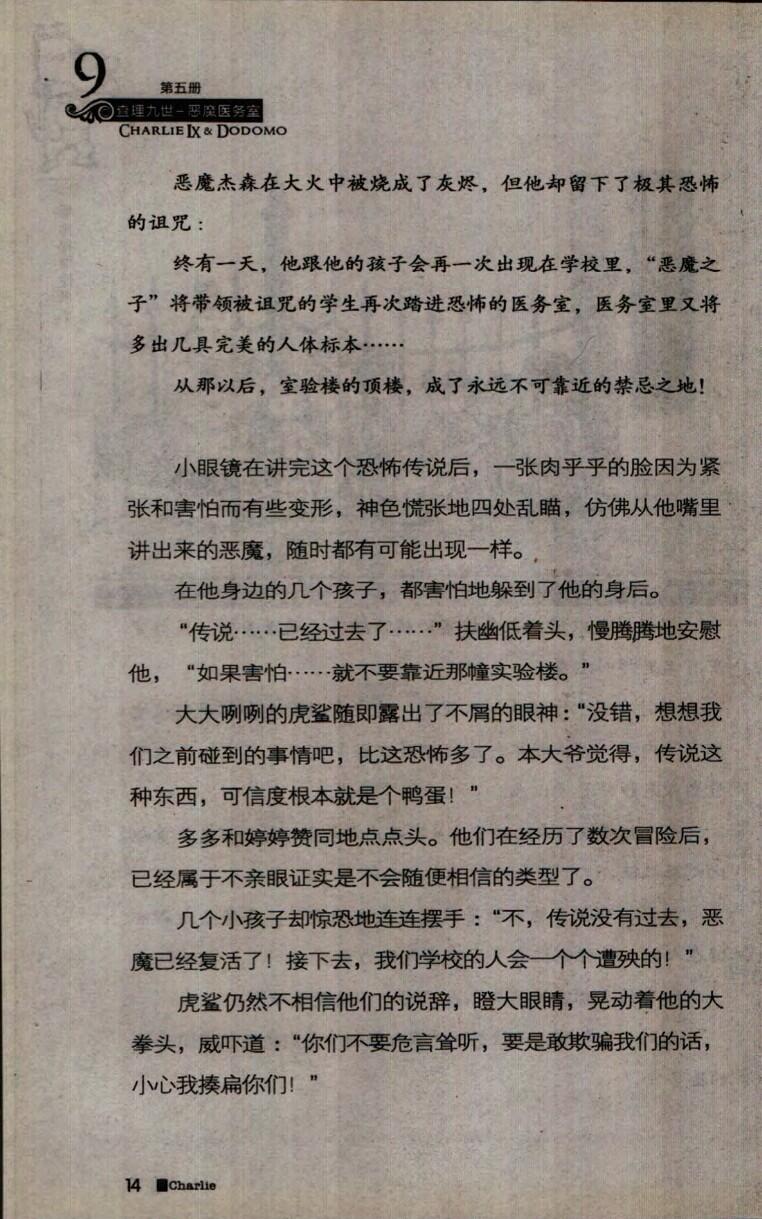 9
第五册
查理九世-恶魔医务室
CHARLIE IX & DODOMO
恶魔杰森在大火中被烧成了灰烬，但他却留下了极其恐怖
的诅咒：
终有一天，他跟他的孩子会再一次出现在学校里，“恶魔之
子”将带领被诅咒的学生再次踏进恐怖的医务室，医务室里又将
多出几具完美的人体标本……
从那以后，室验楼的顶楼，成了永远不可靠近的禁忌之地！
小眼镜在讲完这个恐怖传说后，一张肉乎乎的脸因为紧
张和害怕而有些变形，神色慌张地四处乱瞄，仿佛从他嘴里
讲出来的恶魔，随时都有可能出现一样。
在他身边的几个孩子，都害怕地躲到了他的身后。
“传说……已经过去了……”扶幽低着头，慢腾腾地安慰
他，“如果害怕……就不要靠近那幢实验楼。”
大大咧咧的虎鲨随即露出了不屑的眼神：“没错，想想我
们之前碰到的事情吧，比这恐怖多了。本大爷觉得，传说这
种东西，可信度根本就是个鸭蛋！”
多多和婷婷赞同地点点头。他们在经历了数次冒险后，
已经属于不亲眼证实是不会随便相信的类型了。
几个小孩子却惊恐地连连摆手：“不，传说没有过去，恶
魔已经复活了！接下去，我们学校的人会一个个遭殃的！”
虎鲨仍然不相信他们的说辞，瞪大眼睛，晃动着他的大
拳头，威吓道：“你们不要危言耸听，要是敢欺骗我们的话，
小心我揍扁你们！”
14 ■Charlie